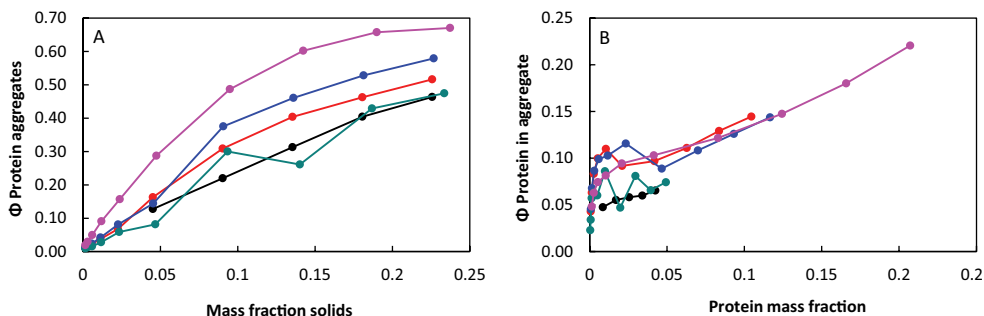 A
0.70
0.60
0.50
0.40
0.30
0.20
0.10
0.00
0 0.05 0.1 0.15 0.2 0.25
Φ Protein aggregates
Mass fraction solids
B
0.25
0.20
0.15
0.10
0.05
0.00
0 0.05 0.1 0.15 0.2 0.2
Φ Protein in aggregate
Protein mass fraction